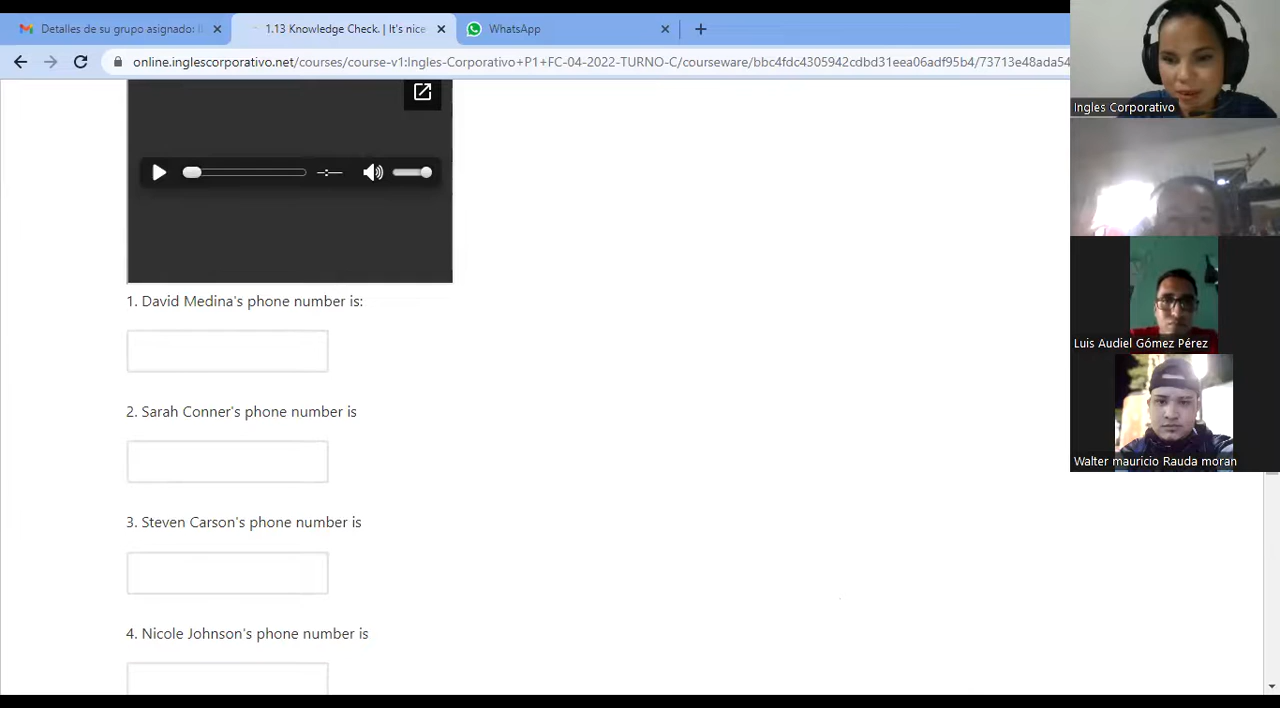 Detalles de su grupo asignado: I
1.13 Knowledge Check. | It's nice
WhatsApp
online.inglescorporativo.net/courses/course-v1:Ingles-Corporativo+P1+FC-04-2022-TURNO-C/courseware/bbc4fdc4305942cdbd31eea06adf95b4/73713e48ada54
Ingles Corporativo
1. David Medina's phone number is:
Luis Audiel Gómez Pérez
2. Sarah Conner's phone number is
Walter mauricio Rauda moran
3. Steven Carson's phone number is
4. Nicole Johnson's phone number is